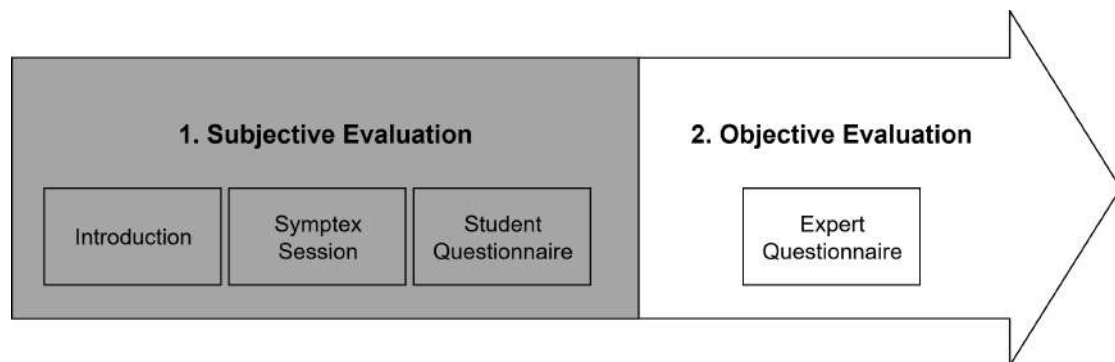 1. Subjective Evaluation
Introduction
Symptex
Session
Student
Questionnaire
2. Objective Evaluation
Expert
Questionnaire